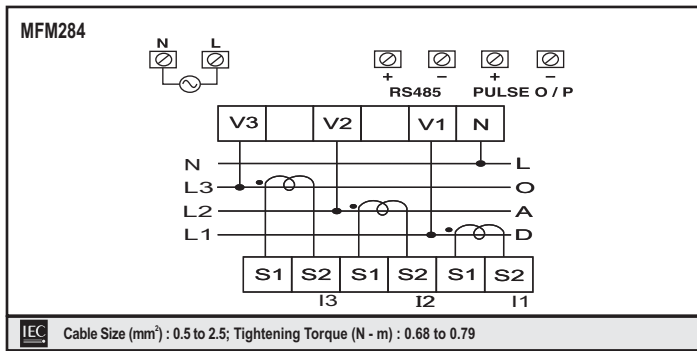 MFM284
N L
+ − + −
RS485 PULSE O / P
V3 V2 V1 N
N L
L3 O
L2 A
L1 D
S1 S2 S1 S2 S1 S2
I3 I2 I1
IEC Cable Size (mm²) : 0.5 to 2.5; Tightening Torque (N - m) : 0.68 to 0.79